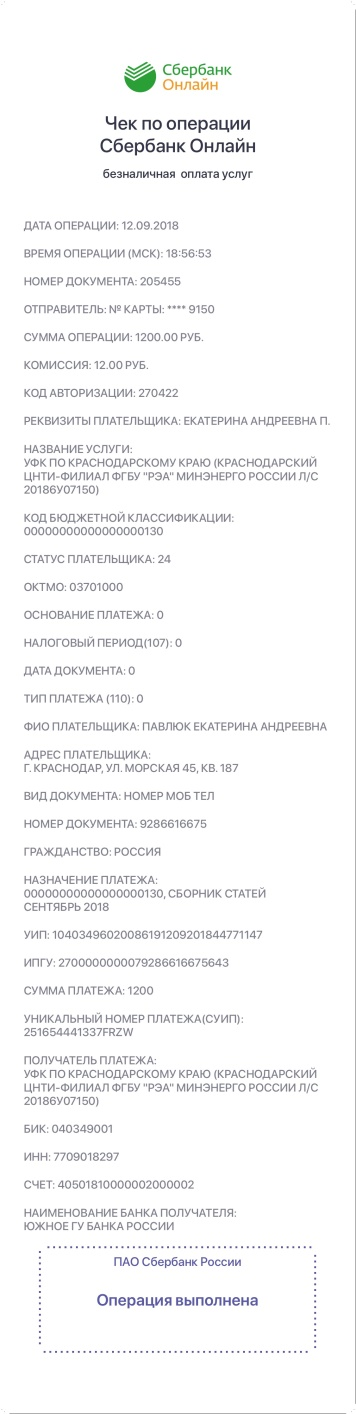 Сбербанк
Онлайн
Чек по операции
Сбербанк Онлайн
безналичная оплата услуг
ДАТА ОПЕРАЦИИ: 12.09.2018
ВРЕМЯ ОПЕРАЦИИ (МСК): 18:56:53
НОМЕР ДОКУМЕНТА: 205455
ОТПРАВИТЕЛЬ: № КАРТЫ: **** 9150
СУММА ОПЕРАЦИИ: 1200.00 РУБ.
КОМИССИЯ: 12.00 РУБ.
КОД АВТОРИЗАЦИИ: 270422
РЕКВИЗИТЫ ПЛАТЕЛЬЩИКА: ЕКАТЕРИНА АНДРЕЕВНА П.
НАЗВАНИЕ УСЛУГИ:
УФК ПО КРАСНОДАРСКОМУ КРАЮ (КРАСНОДАРСКИЙ
ЦНТИ-ФИЛИАЛ ФГБУ "РЭА" МИНЭНЕРГО РОССИИ Л/С
20186У07150)
КОД БЮДЖЕТНОЙ КЛАССИФИКАЦИИ:
00000000000000000130
СТАТУС ПЛАТЕЛЬЩИКА: 24
ОКТМО: 03701000
ОСНОВАНИЕ ПЛАТЕЖА: 0
НАЛОГОВЫЙ ПЕРИОД(107): 0
ДАТА ДОКУМЕНТА: 0
ТИП ПЛАТЕЖА (110): 0
ФИО ПЛАТЕЛЬЩИКА: ПАВЛЮК ЕКАТЕРИНА АНДРЕЕВНА
АДРЕС ПЛАТЕЛЬЩИКА:
Г. КРАСНОДАР, УЛ. МОРСКАЯ 45, КВ. 187
ВИД ДОКУМЕНТА: НОМЕР МОБ ТЕЛ
НОМЕР ДОКУМЕНТА: 9286616675
ГРАЖДАНСТВО: РОССИЯ
НАЗНАЧЕНИЕ ПЛАТЕЖА:
00000000000000000130, СБОРНИК СТАТЕЙ
СЕНТЯБРЬ 2018
УИП: 10403496020086191209201844771147
ИПГУ: 2700000000079286616675643
СУММА ПЛАТЕЖА: 1200
УНИКАЛЬНЫЙ НОМЕР ПЛАТЕЖА(СУИП):
251654441337FRZW
ПОЛУЧАТЕЛЬ ПЛАТЕЖА:
УФК ПО КРАСНОДАРСКОМУ КРАЮ (КРАСНОДАРСКИЙ
ЦНТИ-ФИЛИАЛ ФГБУ "РЭА" МИНЭНЕРГО РОССИИ Л/С
20186У07150)
БИК: 040349001
ИНН: 7709018297
СЧЕТ: 40501810000002000002
НАИМЕНОВАНИЕ БАНКА ПОЛУЧАТЕЛЯ:
ЮЖНОЕ ГУ БАНКА РОССИИ
ПАО Сбербанк России
Операция выполнена